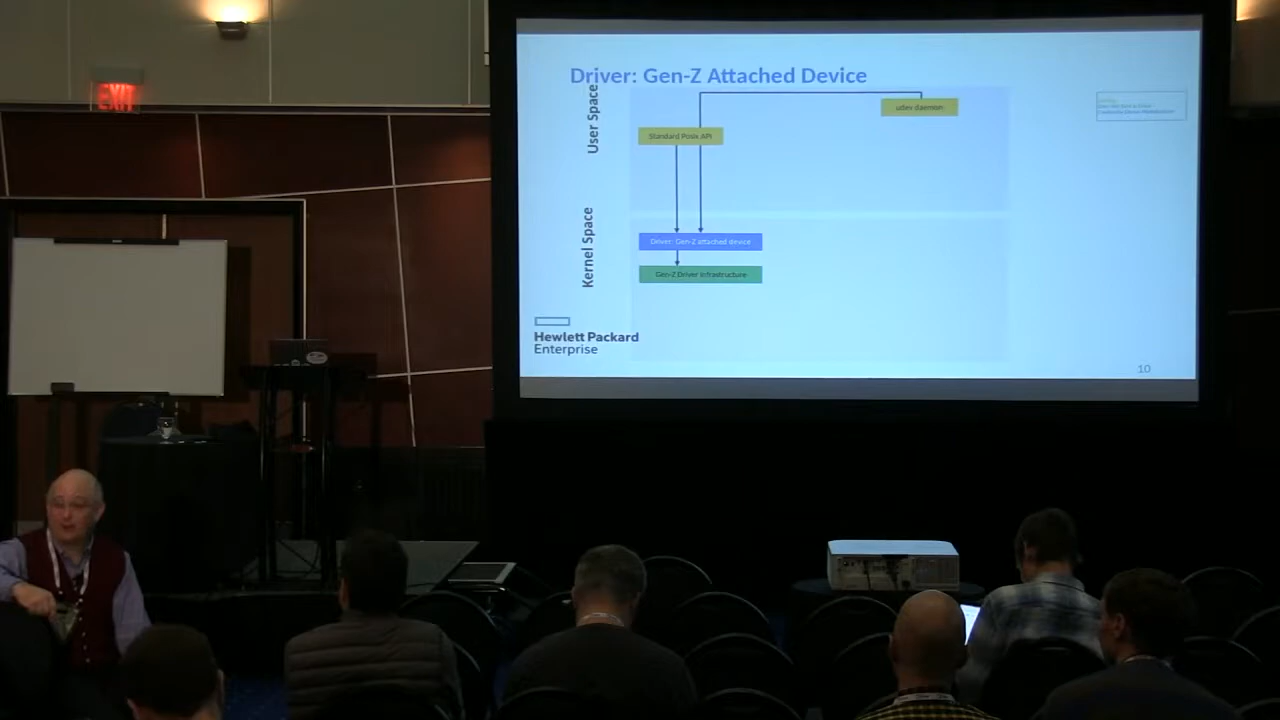 EXIT
Driver: Gen-Z Attached Device
User Space
udev daemon
Standard Posix API
Kernel Space
Driver: Gen-Z attached device
Gen-Z Driver Infrastructure
Hewlett Packard
Enterprise
10